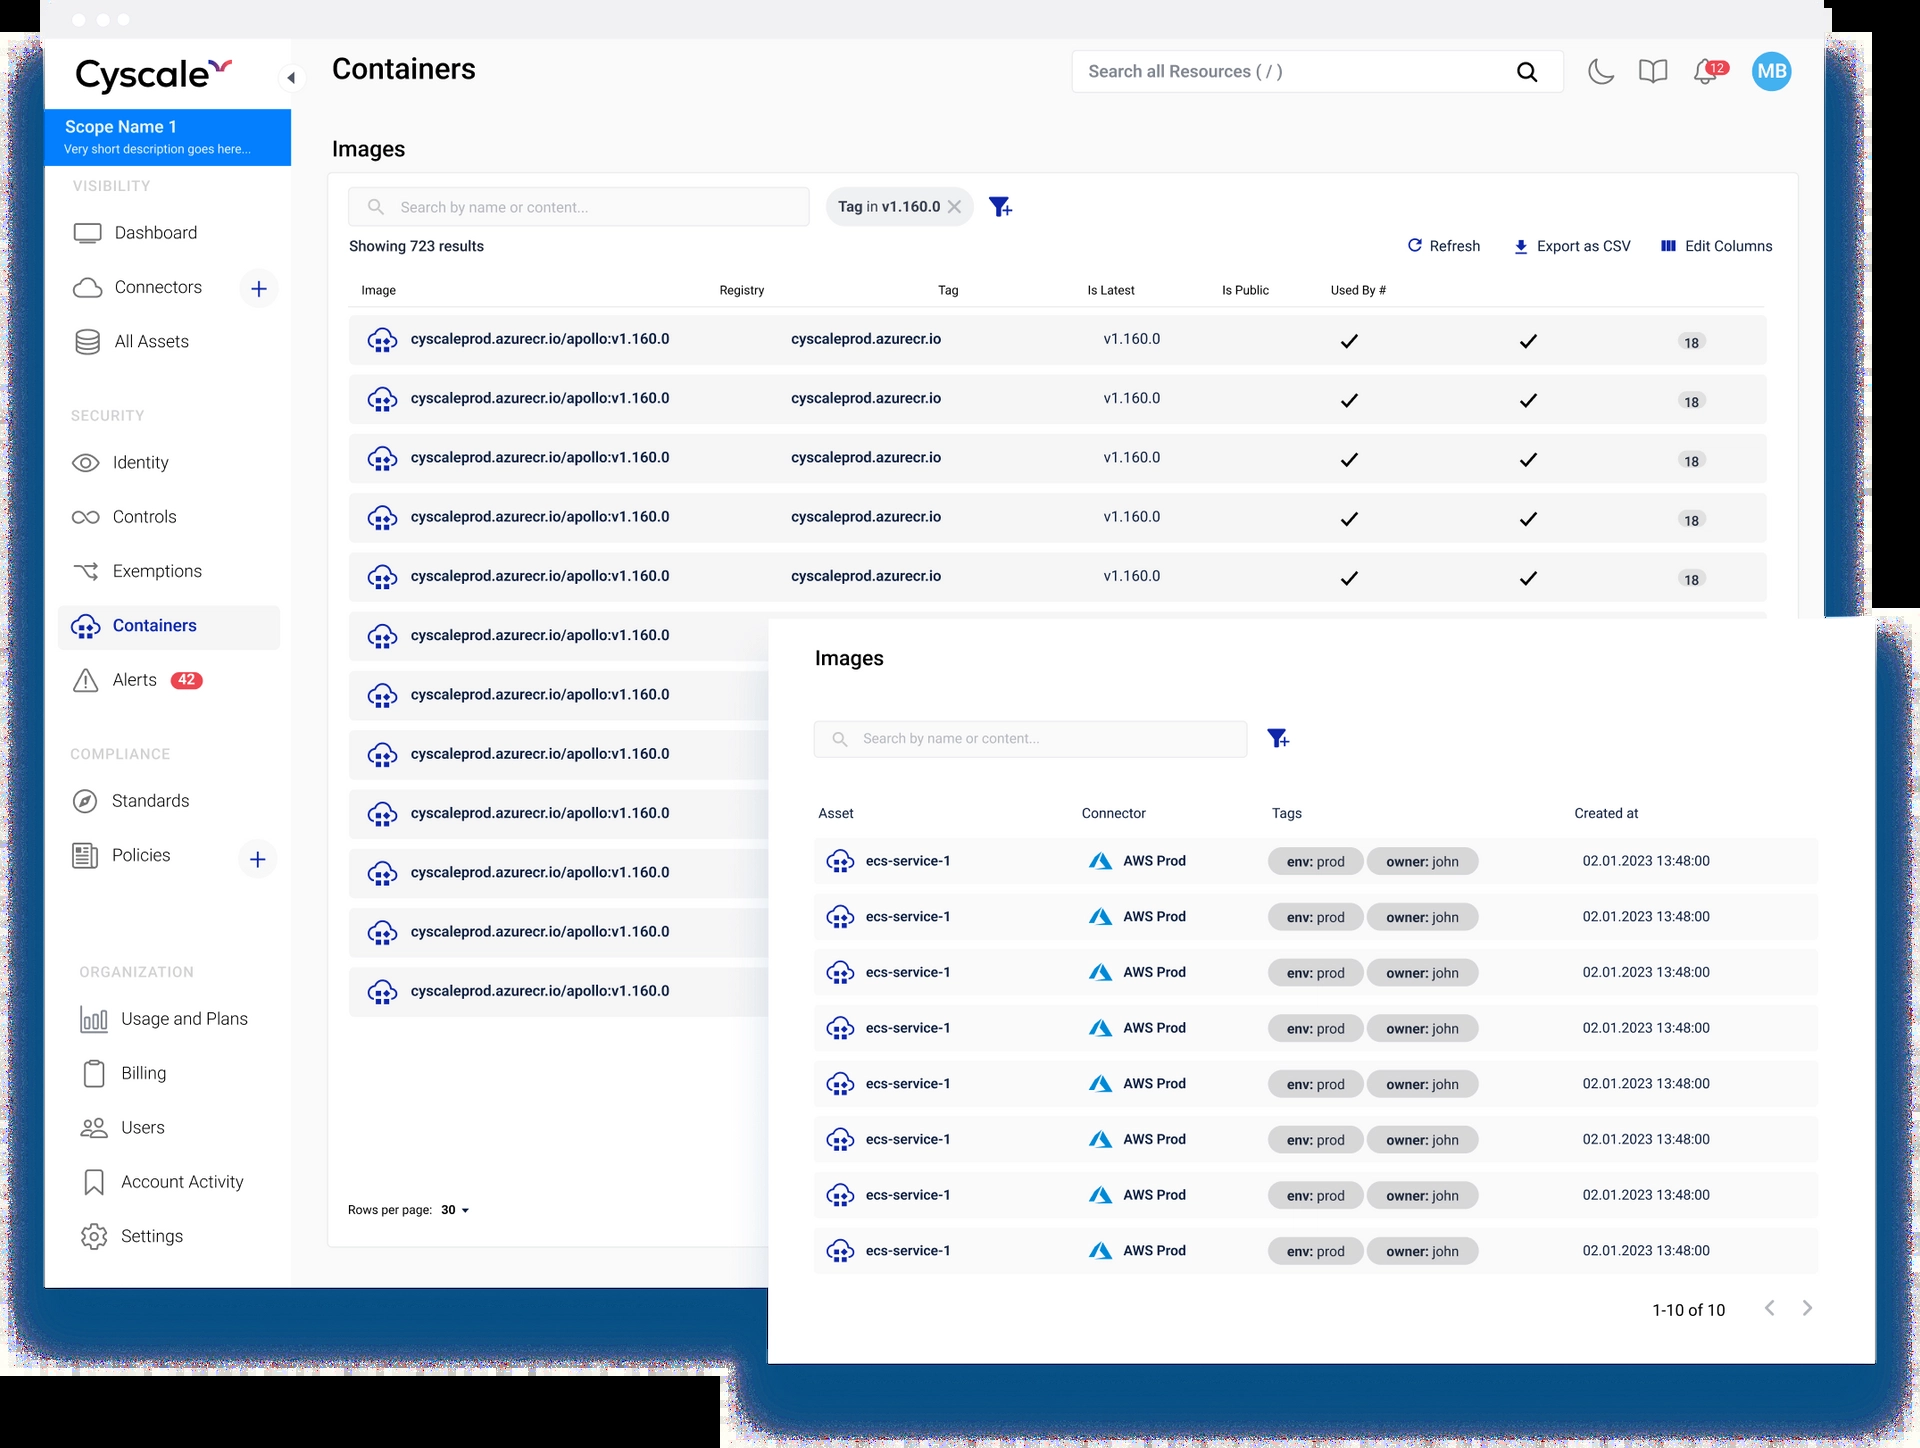 Cyscale
Containers
Search all Resources ( / )
12
MB
Scope Name 1
Very short description goes here...
VISIBILITY
Dashboard
Connectors
All Assets
SECURITY
Identity
Controls
Exemptions
Containers
Alerts 42
COMPLIANCE
Standards
Policies
ORGANIZATION
Usage and Plans
Billing
Users
Account Activity
Settings
Images
Search by name or content...
Tag in v1.160.0
Showing 723 results
Refresh Export as CSV Edit Columns
Image Registry Tag Is Latest Is Public Used By #
cyscaleprod.azurecr.io/apollo:v1.160.0 cyscaleprod.azurecr.io v1.160.0 18
cyscaleprod.azurecr.io/apollo:v1.160.0 cyscaleprod.azurecr.io v1.160.0 18
cyscaleprod.azurecr.io/apollo:v1.160.0 cyscaleprod.azurecr.io v1.160.0 18
cyscaleprod.azurecr.io/apollo:v1.160.0 cyscaleprod.azurecr.io v1.160.0 18
cyscaleprod.azurecr.io/apollo:v1.160.0 cyscaleprod.azurecr.io v1.160.0 18
cyscaleprod.azurecr.io/apollo:v1.160.0
cyscaleprod.azurecr.io/apollo:v1.160.0
cyscaleprod.azurecr.io/apollo:v1.160.0
cyscaleprod.azurecr.io/apollo:v1.160.0
cyscaleprod.azurecr.io/apollo:v1.160.0
cyscaleprod.azurecr.io/apollo:v1.160.0
cyscaleprod.azurecr.io/apollo:v1.160.0
Rows per page: 30
Images
Search by name or content...
Asset Connector Tags Created at
ecs-service-1 AWS Prod env: prod owner: john 02.01.2023 13:48:00
ecs-service-1 AWS Prod env: prod owner: john 02.01.2023 13:48:00
ecs-service-1 AWS Prod env: prod owner: john 02.01.2023 13:48:00
ecs-service-1 AWS Prod env: prod owner: john 02.01.2023 13:48:00
ecs-service-1 AWS Prod env: prod owner: john 02.01.2023 13:48:00
ecs-service-1 AWS Prod env: prod owner: john 02.01.2023 13:48:00
ecs-service-1 AWS Prod env: prod owner: john 02.01.2023 13:48:00
ecs-service-1 AWS Prod env: prod owner: john 02.01.2023 13:48:00
1-10 of 10